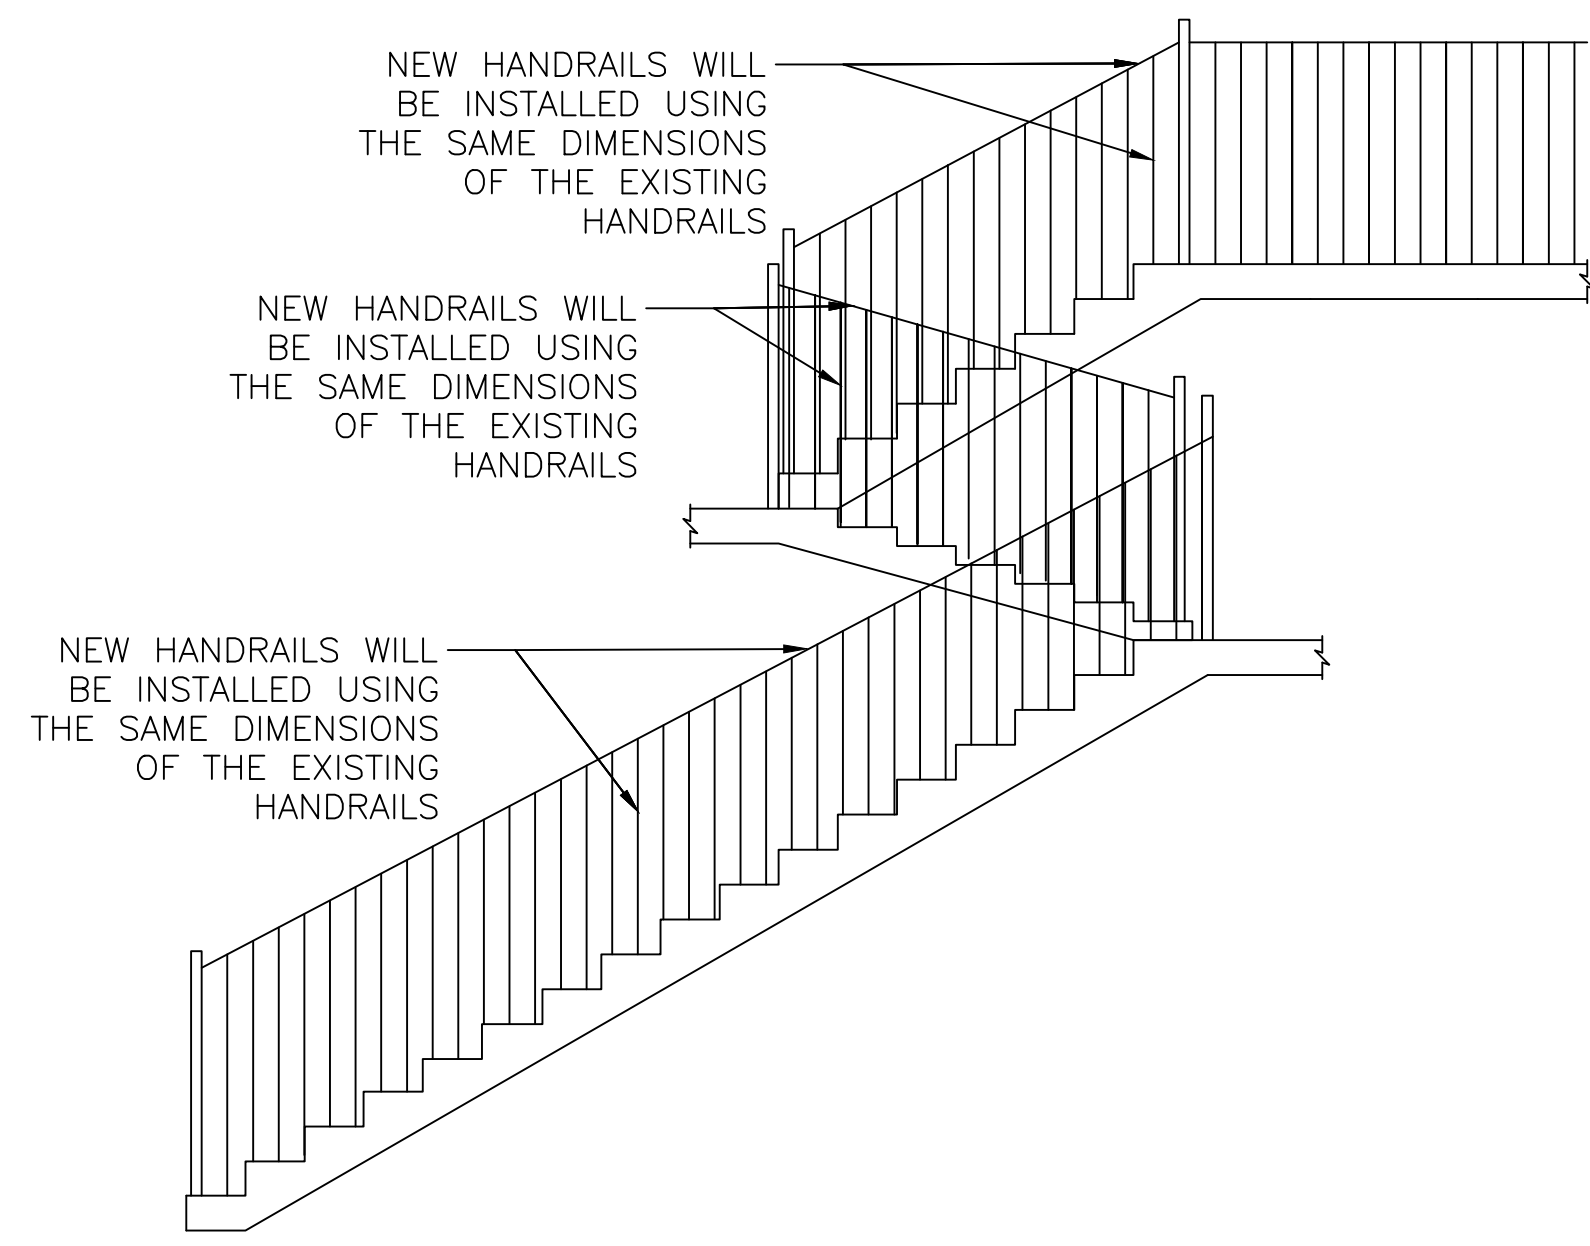 NEW HANDRAILS WILL
BE INSTALLED USING
THE SAME DIMENSIONS
OF THE EXISTING
HANDRAILS
NEW HANDRAILS WILL
BE INSTALLED USING
THE SAME DIMENSIONS
OF THE EXISTING
HANDRAILS
NEW HANDRAILS WILL
BE INSTALLED USING
THE SAME DIMENSIONS
OF THE EXISTING
HANDRAILS